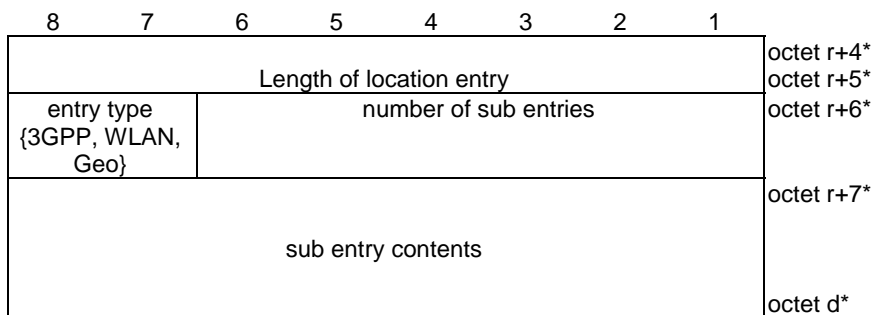 8 7 6 5 4 3 2 1
octet r+4*
Length of location entry octet r+5*
entry type number of sub entries octet r+6*
{3GPP, WLAN,
Geo}
octet r+7*
sub entry contents
octet d*